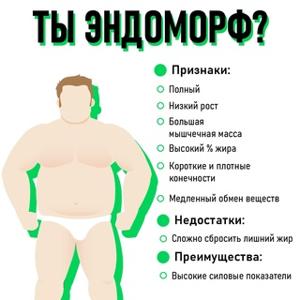 ТЫ ЭНДОМОРФ?
Признаки:
Полный
Низкий рост
Большая
мышчечная масса
Высокий % жира
Короткие и плотные
конечности
Медленный обмен веществ
Недостатки:
Сложно сбросить лишний жир
Преимущества:
Высокие силовые показатели